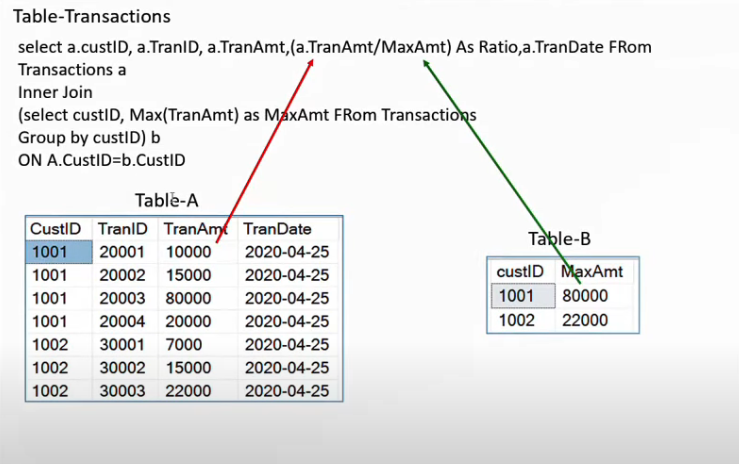 Table-Transactions
select a.custID, a.TranID, a.TranAmt,(a.TranAmt/MaxAmt) As Ratio,a.TranDate FRom
Transactions a
Inner Join
(select custID, Max(TranAmt) as MaxAmt FRom Transactions
Group by custID) b
ON A.CustID=b.CustID
Table-A
CustID TranID TranAmt TranDate
1001 20001 10000 2020-04-25
1001 20002 15000 2020-04-25
1001 20003 80000 2020-04-25
1001 20004 20000 2020-04-25
1002 30001 7000 2020-04-25
1002 30002 15000 2020-04-25
1002 30003 22000 2020-04-25
Table-B
custID MaxAmt
1001 80000
1002 22000